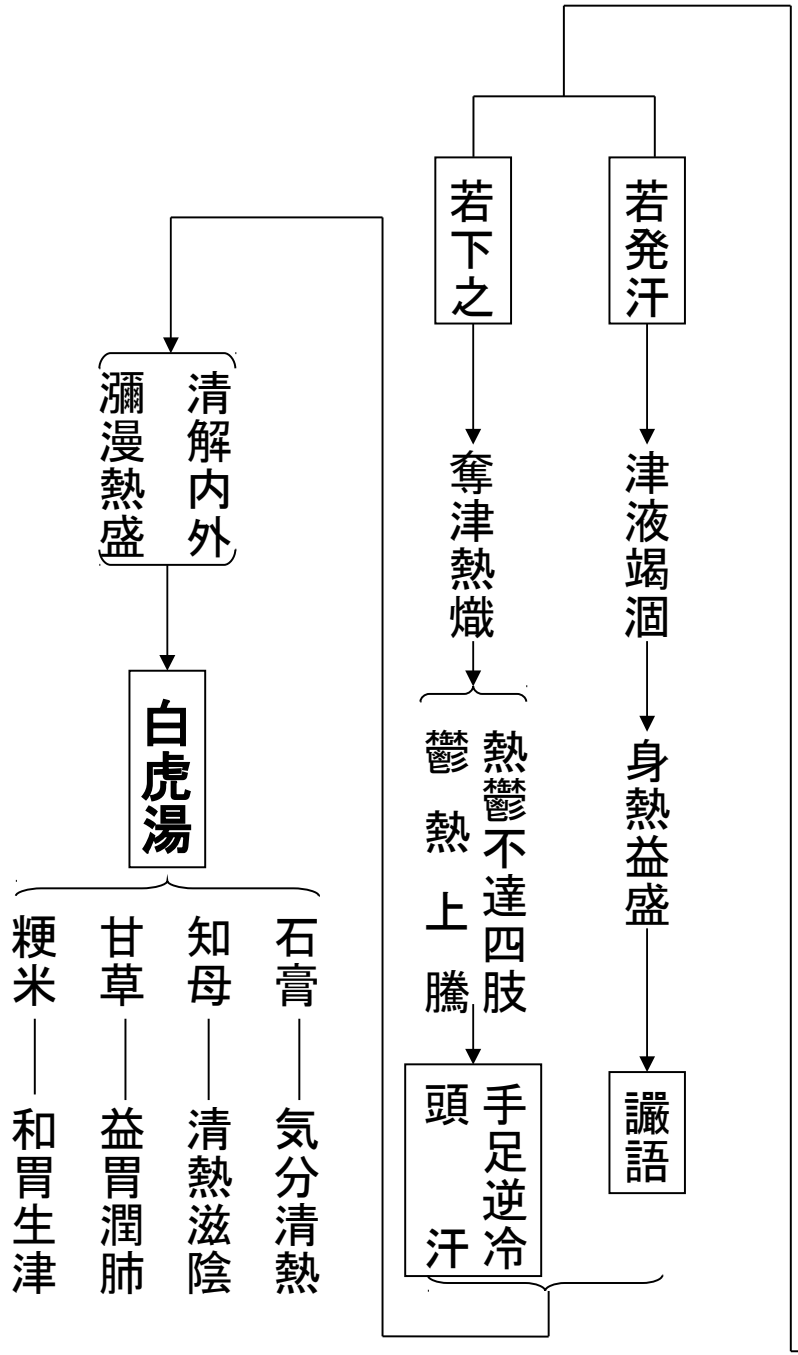 若発汗
津液竭涸
身熱益盛
讝語
若下之
奪津熱熾
熱鬱不達四肢
鬱熱上騰
手足逆冷
頭汗
清解内外
瀰漫熱盛
白虎湯
石膏
気分清熱
知母
清熱滋陰
甘草
益胃潤肺
粳米
和胃生津